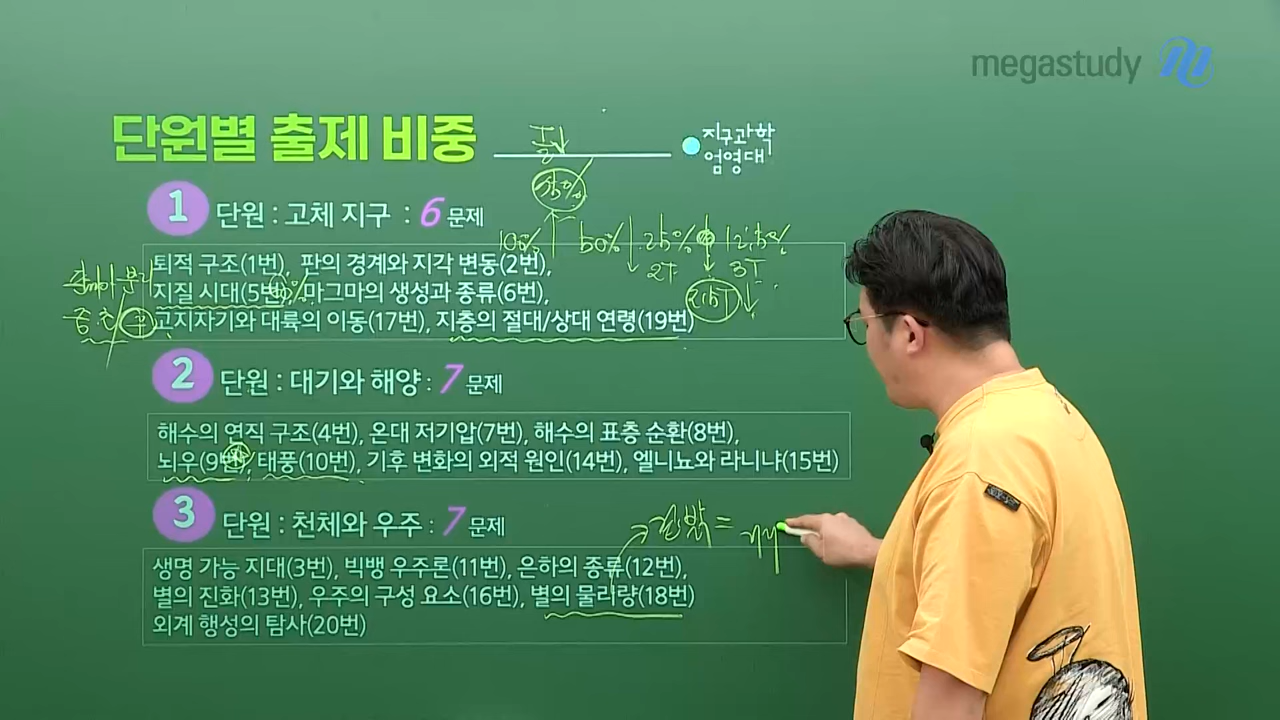 megastudy
단원별 출제 비중
지구과학
엄영대
1 단원 : 고체 지구 : 6 문제
100% 50% 25% 12.5%
2T 3T
퇴적 구조(1번), 판의 경계와 지각 변동(2번),
지질 시대(5번), 마그마의 생성과 종류(6번),
고지자기와 대륙의 이동(17번), 지층의 절대/상대 연령(19번)
2 단원 : 대기와 해양 : 7 문제
해수의 연직 구조(4번), 온대 저기압(7번), 해수의 표층 순환(8번),
뇌우(9번), 태풍(10번), 기후 변화의 외적 원인(14번), 엘니뇨와 라니냐(15번)
3 단원 : 천체와 우주 : 7 문제
생명 가능 지대(3번), 빅뱅 우주론(11번), 은하의 종류(12번),
별의 진화(13번), 우주의 구성 요소(16번), 별의 물리량(18번)
외계 행성의 탐사(20번)